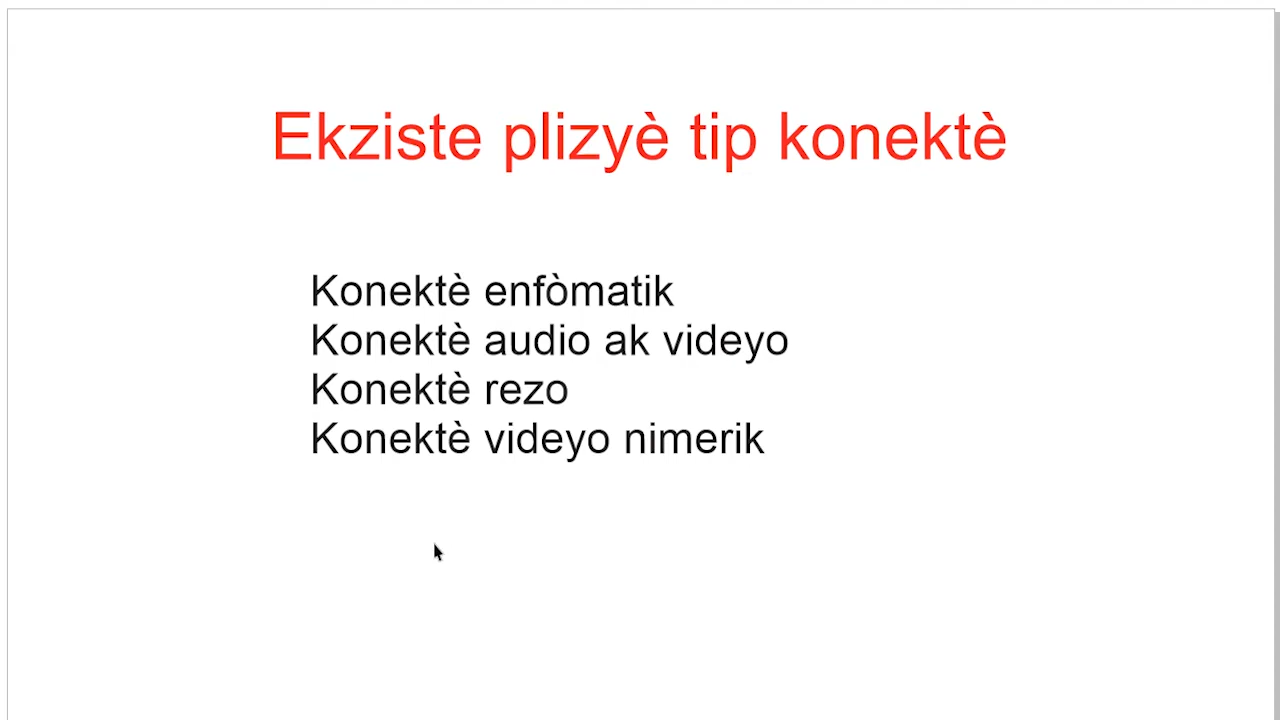 Ekziste plizyè tip konektè
Konektè enfòmatik
Konektè audio ak videyo
Konektè rezo
Konektè videyo nimerik